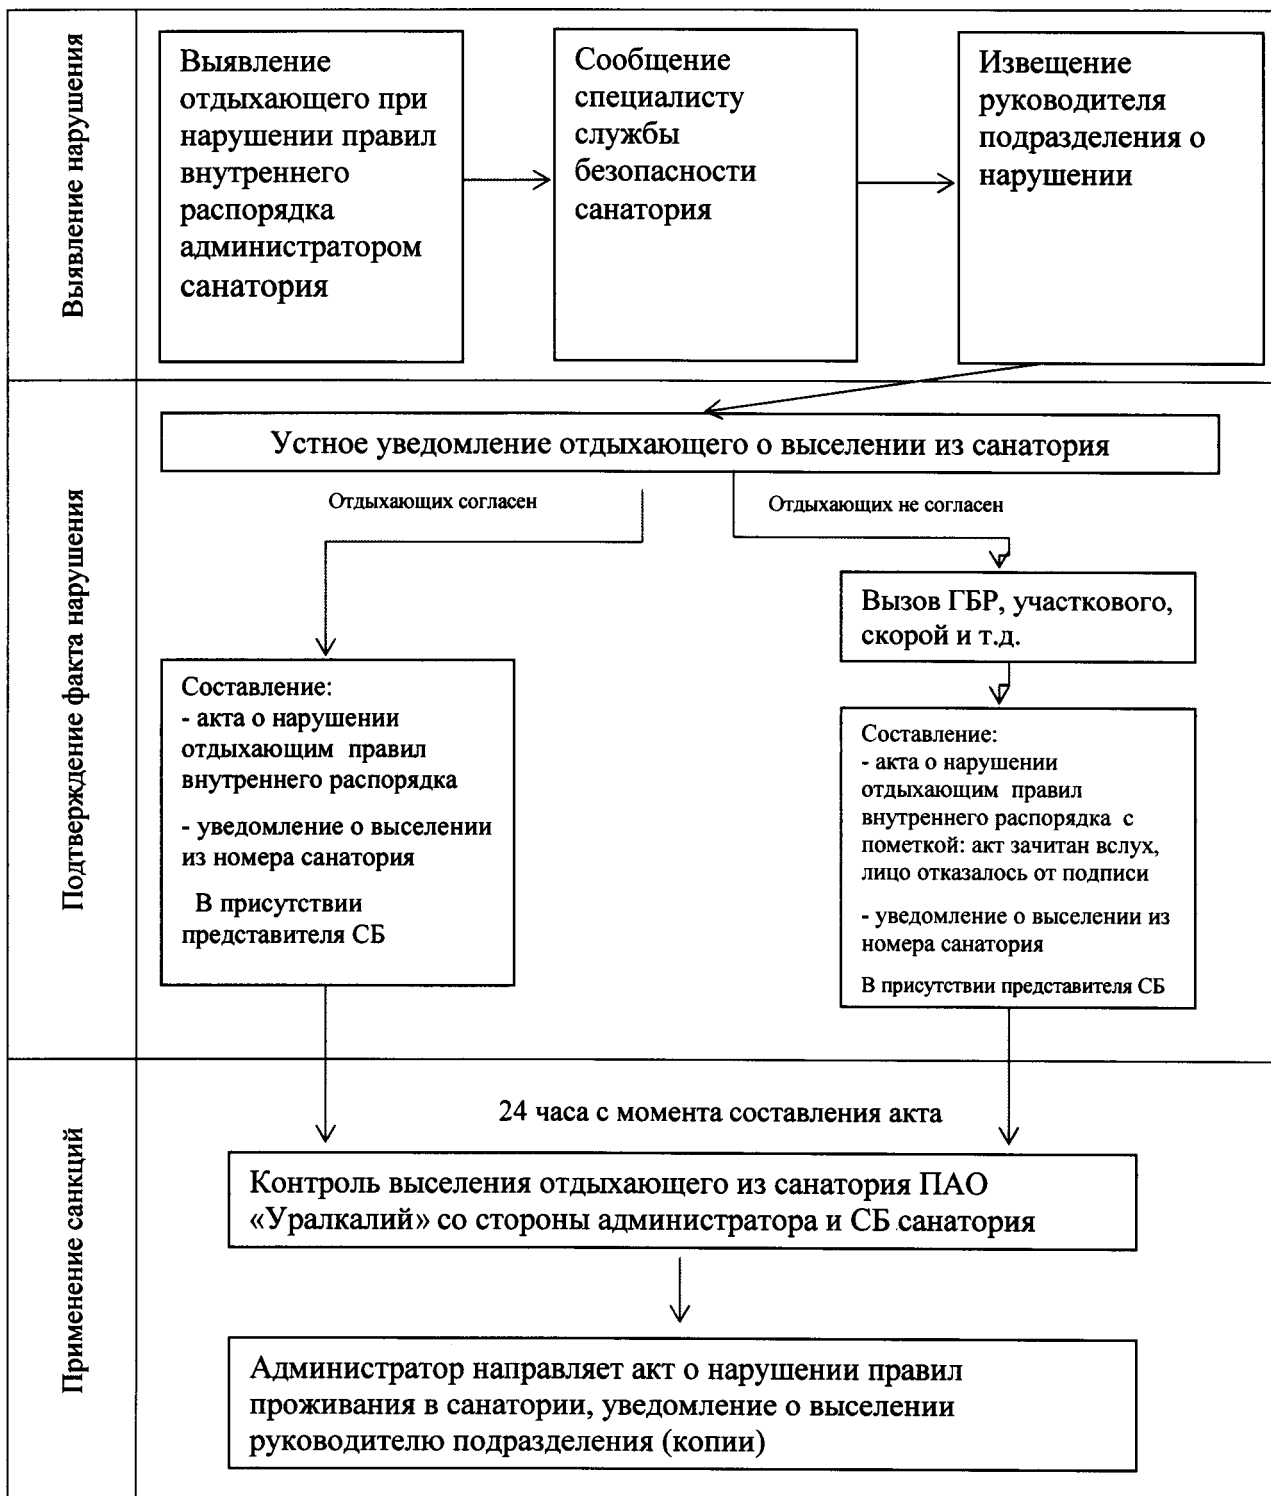 Выявление нарушения
Выявление
отдыхающего при
нарушении правил
внутреннего
распорядка
администратором
санатория
Сообщение
специалисту
службы
безопасности
санатория
Извещение
руководителя
подразделения о
нарушении
Подтверждение факта нарушения
Устное уведомление отдыхающего о выселении из санатория
Отдыхающих согласен
Отдыхающих не согласен
Составление:
- акта о нарушении
отдыхающим правил
внутреннего распорядка
- уведомление о выселении
из номера санатория
В присутствии
представителя СБ
Вызов ГБР, участкового,
скорой и т.д.
Составление:
- акта о нарушении
отдыхающим правил
внутреннего распорядка с
пометкой: акт зачитан вслух,
лицо отказалось от подписи
- уведомление о выселении из
номера санатория
В присутствии представителя СБ
Применение санкций
24 часа с момента составления акта
Контроль выселения отдыхающего из санатория ПАО
«Уралкалий» со стороны администратора и СБ санатория
Администратор направляет акт о нарушении правил
проживания в санатории, уведомление о выселении
руководителю подразделения (копии)